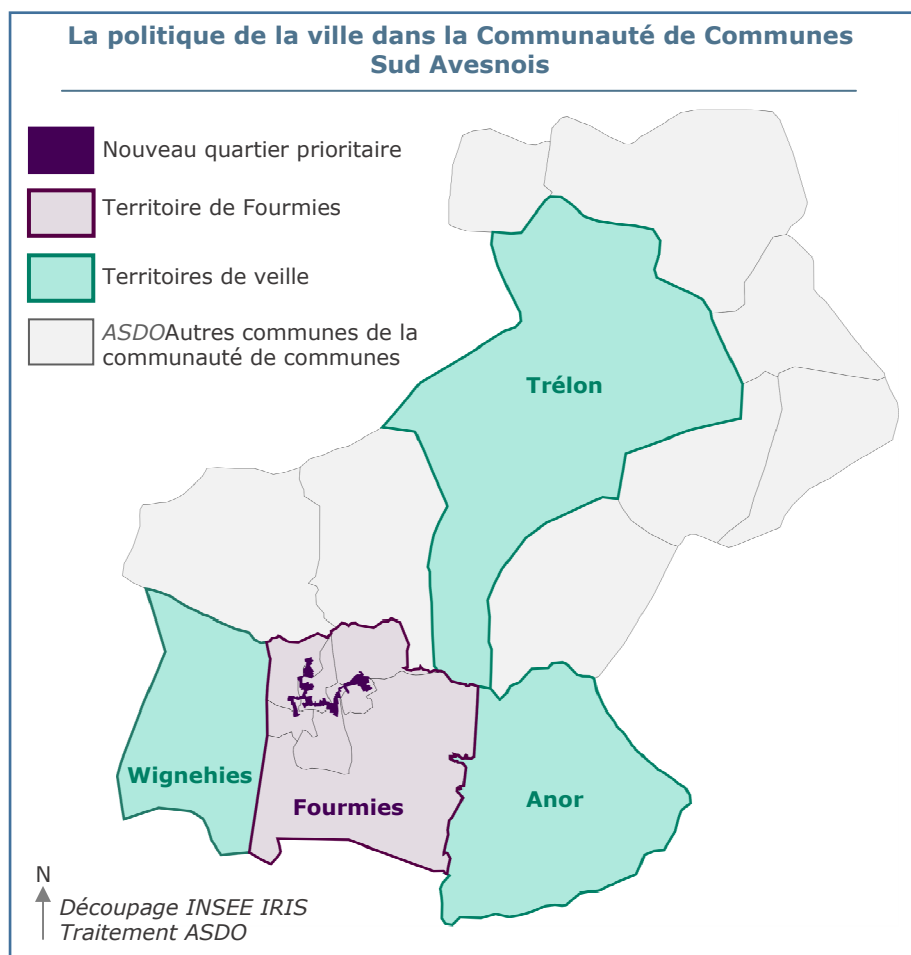 La politique de la ville dans la Communauté de Communes
Sud Avesnois
Nouveau quartier prioritaire
Territoire de Fourmies
Territoires de veille
ASDOAutres communes de la
communauté de communes
Trélon
Wignehies
Fourmies
Anor
N
Découpage INSEE IRIS
Traitement ASDO